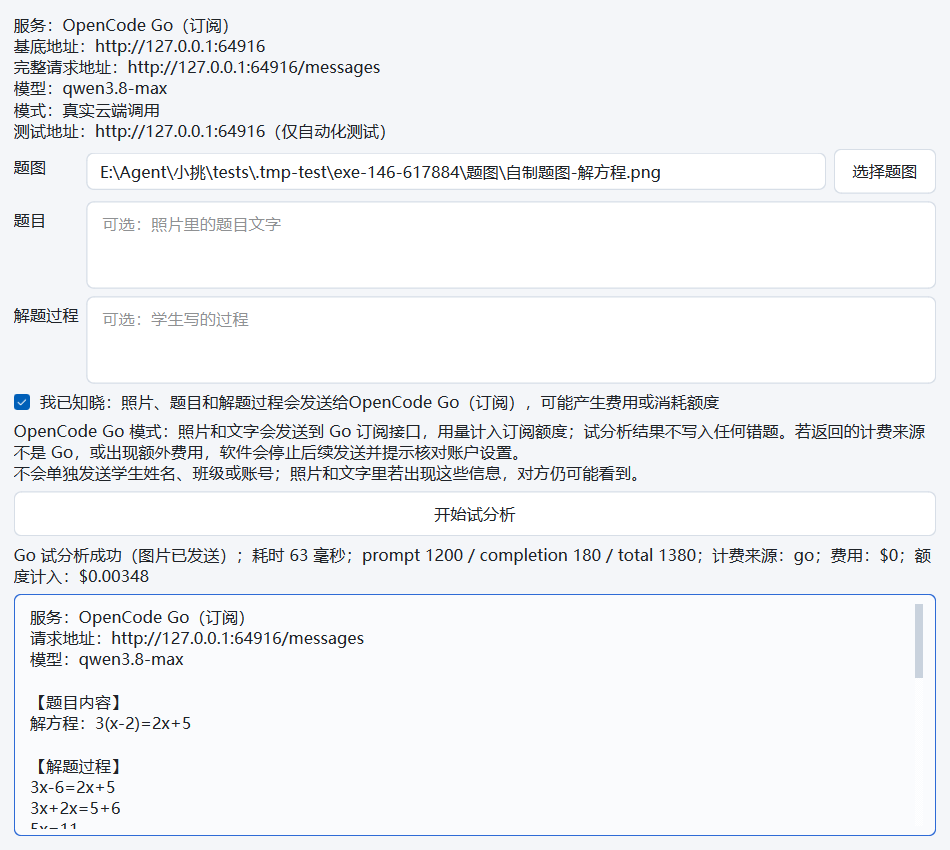 服务：OpenCode Go（订阅）
基底地址：http://127.0.0.1:64916
完整请求地址：http://127.0.0.1:64916/messages
模型：qwen3.8-max
模式：真实云端调用
测试地址：http://127.0.0.1:64916（仅自动化测试）
题图
E:\Agent\小挑\tests\.tmp-test\exe-146-617884\题图\自制题图-解方程.png
选择题图
题目
可选：照片里的题目文字
解题过程
可选：学生写的过程
我已知晓：照片、题目和解题过程会发送给OpenCode Go（订阅），可能产生费用或消耗额度
OpenCode Go 模式：照片和文字会发送到 Go 订阅接口，用量计入订阅额度；试分析结果不写入任何错题。若返回的计费来源
不是 Go，或出现额外费用，软件会停止后续发送并提示核对账户设置。
不会单独发送学生姓名、班级或账号；照片和文字里若出现这些信息，对方仍可能看到。
开始试分析
Go 试分析成功（图片已发送）；耗时 63 毫秒；prompt 1200 / completion 180 / total 1380；计费来源：go；费用：$0；额
度计入：$0.00348
服务：OpenCode Go（订阅）
请求地址：http://127.0.0.1:64916/messages
模型：qwen3.8-max
【题目内容】
解方程：3(x-2)=2x+5
【解题过程】
3x-6=2x+5
3x+2x=5+6
5x=11